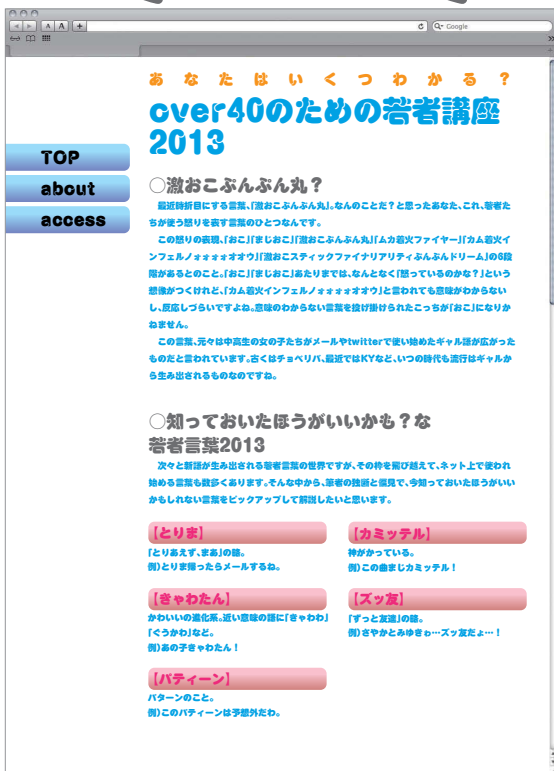 A A +
Google
あなたはいくつわかる？
over40のための若者講座
2013
TOP
about
access
○激おこぷんぷん丸？
最近時折目にする言葉、「激おこぷんぷん丸」。なんのことだ？と思ったあなた、これ、若者た
ちが使う怒りを表す言葉のひとつなんです。
この怒りの表現、「おこ」「まじおこ」「激おこぷんぷん丸」「ムカ着火ファイヤー」「カム着火イ
ンフェルノォォォォオオウ」「激おこスティックファイナリアリティぷんぷんドリーム」の6段
階があるとのこと。「おこ」「まじおこ」あたりまでは、なんとなく「怒っているのかな？」という
想像がつくけれど、「カム着火インフェルノォォォォオオウ」と言われても意味がわからない
し、反応しづらいですよね。意味のわからない言葉を投げ掛けられたこっちが「おこ」になりか
ねません。
この言葉、元々は中高生の女の子たちがメールやtwitterで使い始めたギャル語が広がった
ものだと言われています。古くはチョベリバ、最近ではKYなど、いつの時代も流行はギャルか
ら生み出されるものなのですね。
○知っておいたほうがいいかも？な
若者言葉2013
次々と新語が生み出される若者言葉の世界ですが、その枠を飛び越えて、ネット上で使われ
始める言葉も数多くあります。そんな中から、筆者の独断と偏見で、今知っておいたほうがいい
かもしれない言葉をピックアップして解説したいと思います。
【とりま】
「とりあえず、まあ」の略。
例）とりま帰ったらメールするね。
【カミッテル】
神がかっている。
例）この曲まじカミッテル！
【きゃわたん】
かわいいの進化系。近い意味の語に「きゃわわ」
「ぐうかわ」など。
例）あの子きゃわたん！
【ズッ友】
「ずっと友達」の略。
例）さやかとみゆきゎ…ズッ友だょ…！
【パティーン】
パターンのこと。
例）このパティーンは予想外だわ。